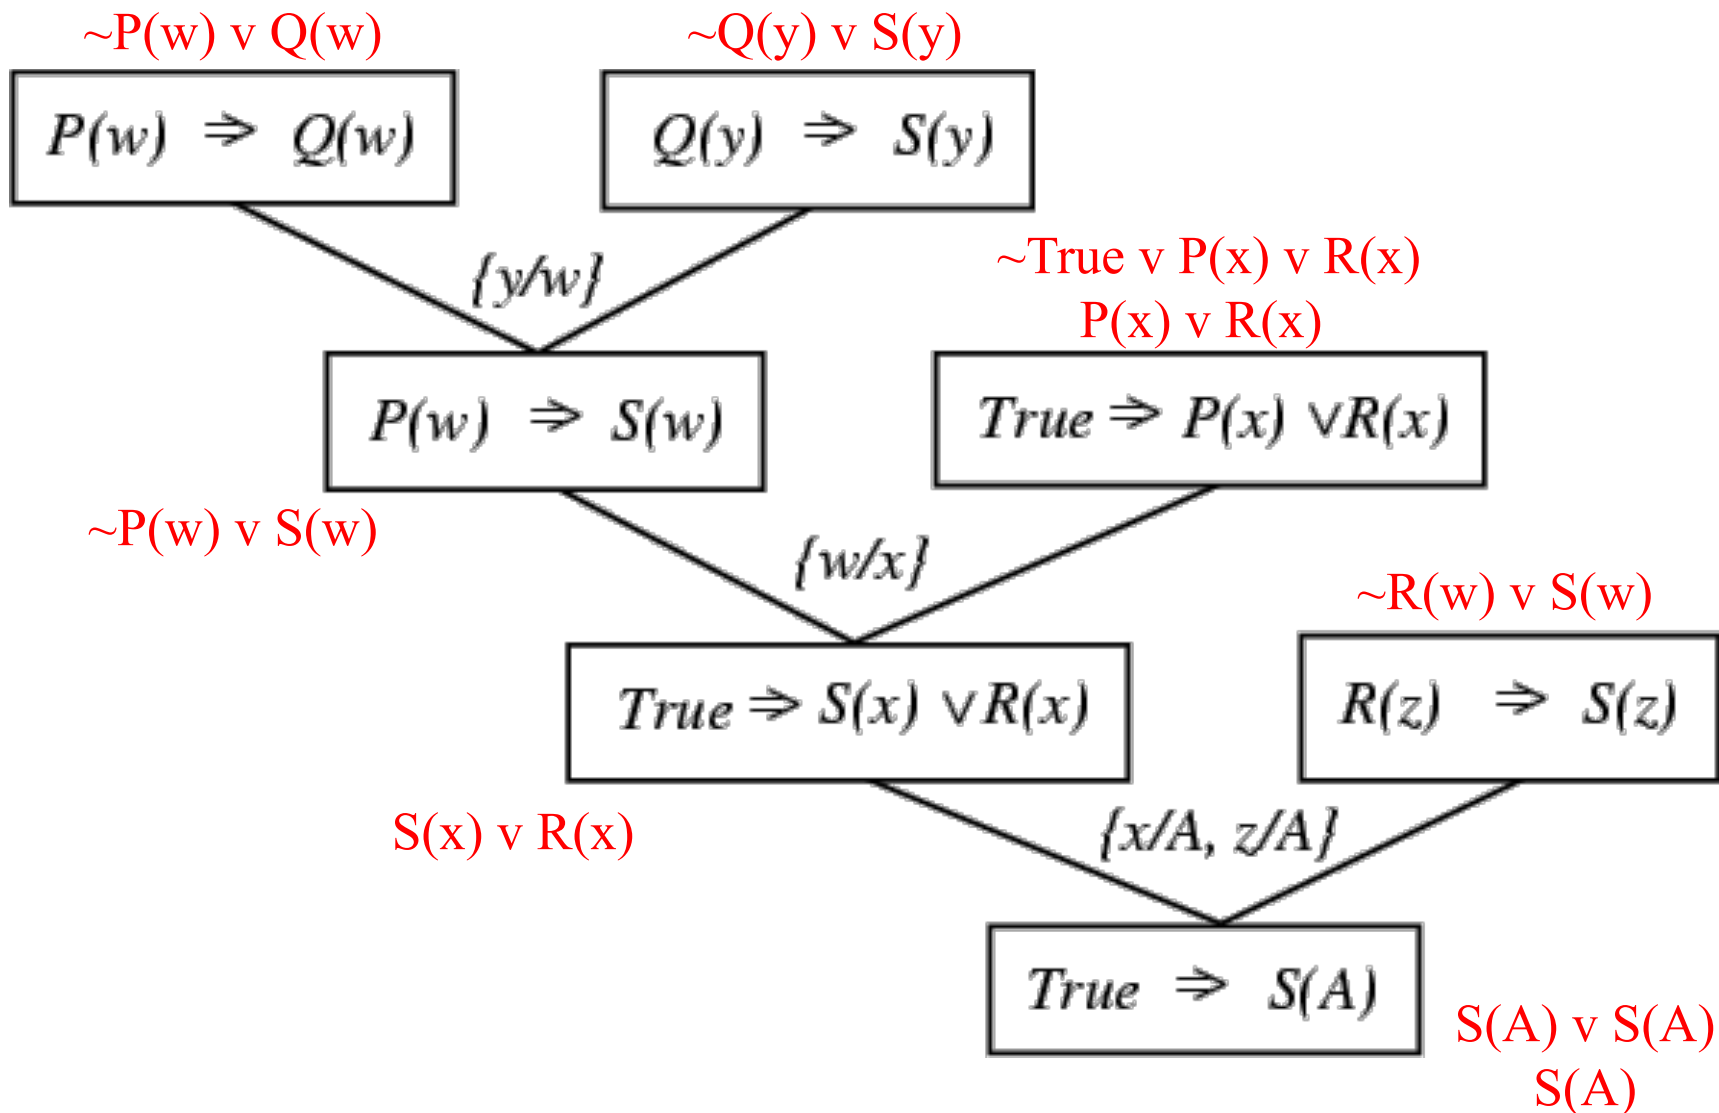 ~P(w) v Q(w)
~Q(y) v S(y)
P(w) ⇒ Q(w)
Q(y) ⇒ S(y)
{y/w}
~True v P(x) v R(x)
P(x) v R(x)
P(w) ⇒ S(w)
True ⇒ P(x) ∨R(x)
~P(w) v S(w)
{w/x}
~R(w) v S(w)
True ⇒ S(x) ∨R(x)
R(z) ⇒ S(z)
S(x) v R(x)
{x/A, z/A}
True ⇒ S(A)
S(A) v S(A)
S(A)